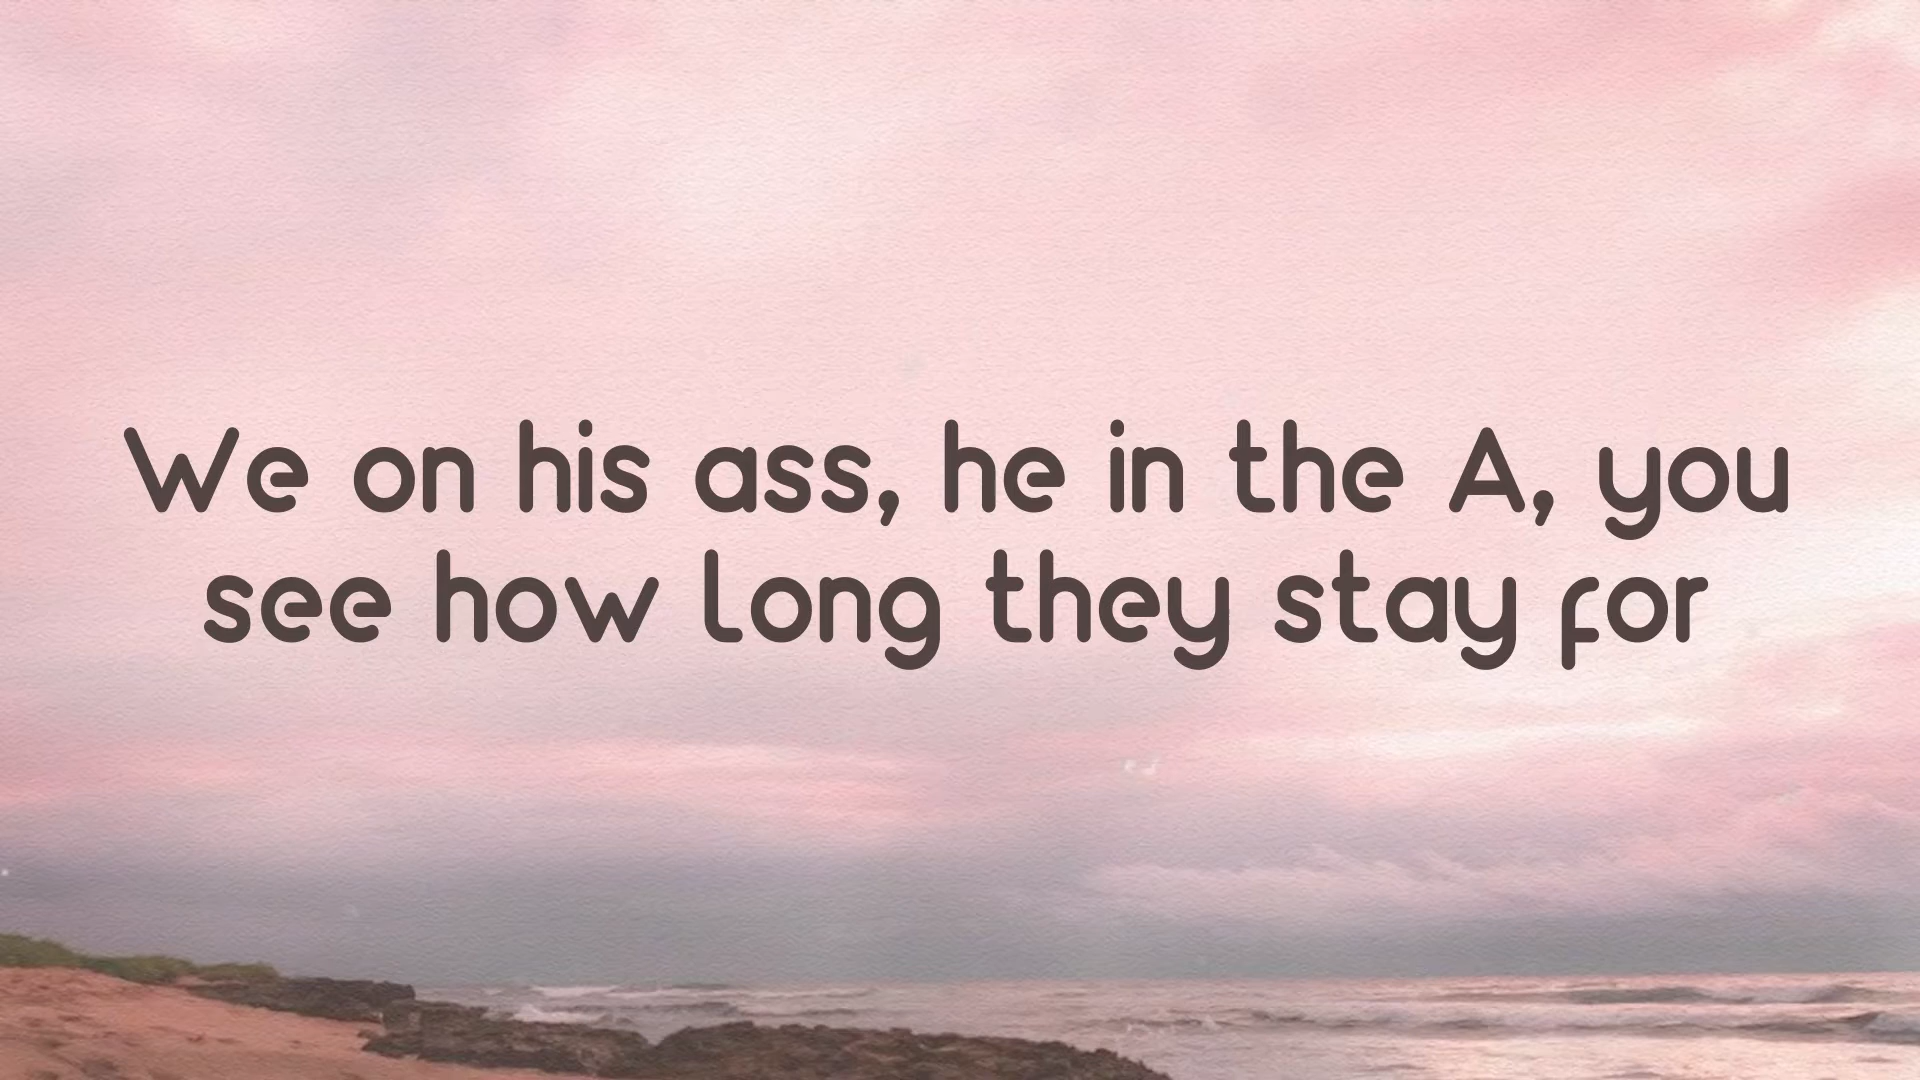 We on his ass, he in the A, you
see how long they stay for